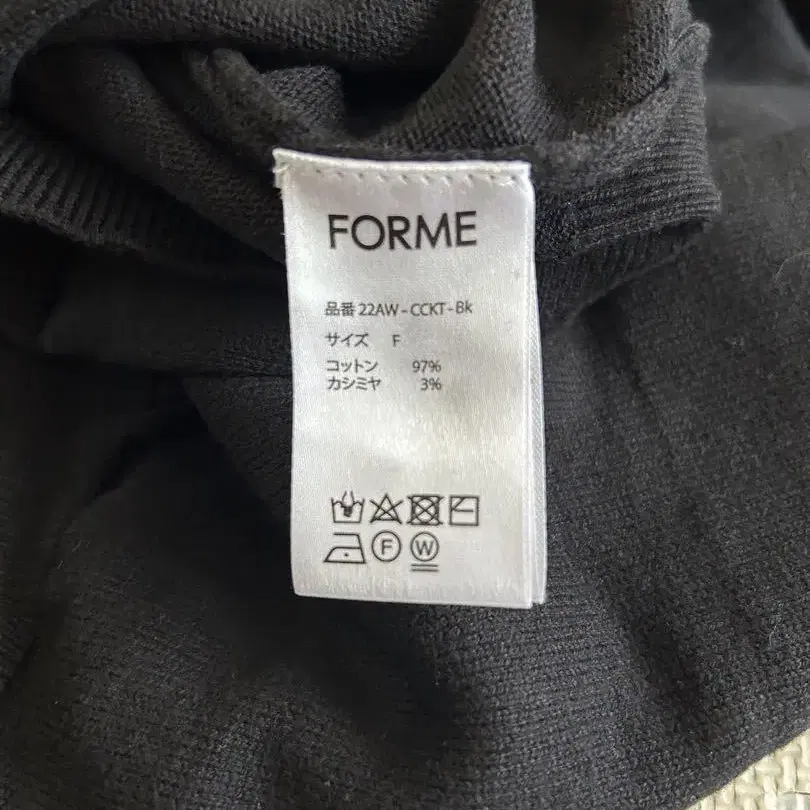 FORME
品番 22AW-CCKT-Bk
サイズ F
コットン 97%
カシミヤ 3%
F W